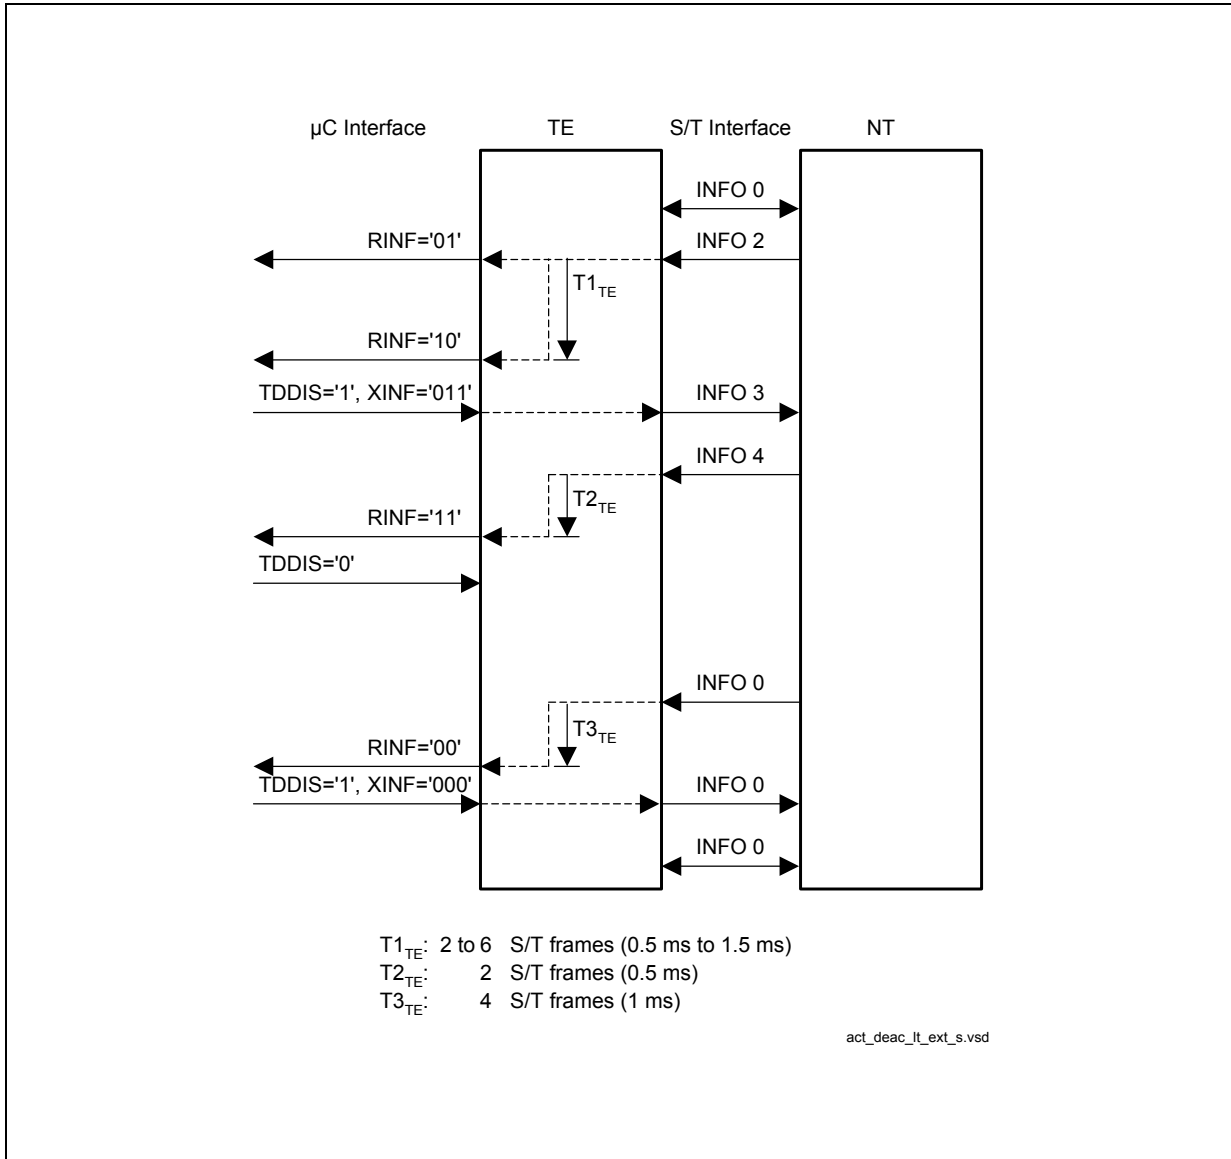 µC Interface TE S/T Interface NT
INFO 0
RINF='01' INFO 2
T1TE
RINF='10'
TDDIS='1', XINF='011' INFO 3
INFO 4
T2TE
RINF='11'
TDDIS='0'
INFO 0
T3TE
RINF='00'
TDDIS='1', XINF='000' INFO 0
INFO 0
T1TE: 2 to 6 S/T frames (0.5 ms to 1.5 ms)
T2TE: 2 S/T frames (0.5 ms)
T3TE: 4 S/T frames (1 ms)
act_deac_lt_ext_s.vsd